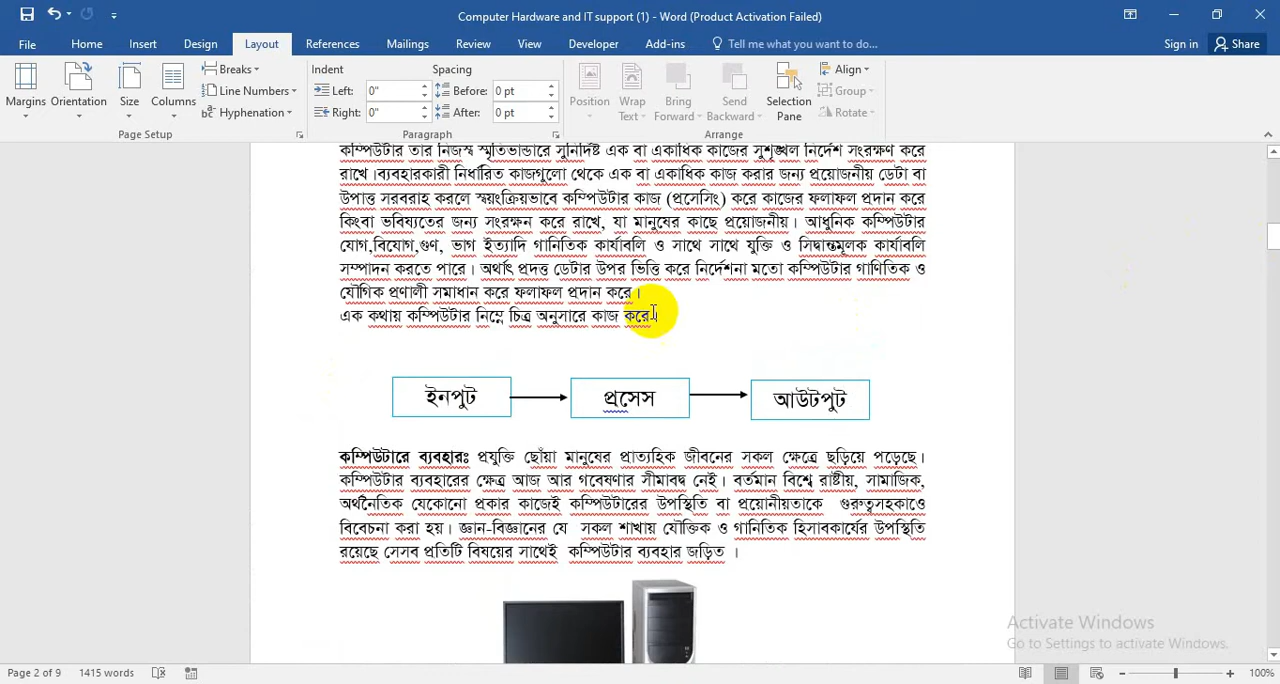 Computer Hardware and IT support (1) - Word (Product Activation Failed)
File Home Insert Design Layout References Mailings Review View Developer Add-ins Tell me what you want to do... Sign in Share
Margins Orientation Size Columns Breaks Line Numbers Hyphenation
Page Setup
Indent Spacing
Left: 0" Before: 0 pt
Right: 0" After: 0 pt
Paragraph
Position Wrap Text Bring Forward Send Backward Selection Pane Align Group Rotate
Arrange
কম্পিউটার তার নিজস্ব স্মৃতিভান্ডারে সুনির্দিষ্ট এক বা একাধিক কাজের সুশৃঙ্খল নির্দেশ সংরক্ষণ করে
রাখে।ব্যবহারকারী নির্ধারিত কাজগুলো থেকে এক বা একাধিক কাজ করার জন্য প্রয়োজনীয় ডেটা বা
উপাত্ত সরবরাহ করলে স্বয়ংক্রিয়ভাবে কম্পিউটার কাজ (প্রসেসিং) করে কাজের ফলাফল প্রদান করে
কিংবা ভবিষ্যতের জন্য সংরক্ষন করে রাখে, যা মানুষের কাছে প্রয়োজনীয়। আধুনিক কম্পিউটার
যোগ,বিযোগ,গুণ, ভাগ ইত্যাদি গানিতিক কার্যাবলি ও সাথে সাথে যুক্তি ও সিদ্ধান্তমূলক কার্যাবলি
সম্পাদন করতে পারে। অর্থাৎ প্রদত্ত ডেটার উপর ভিত্তি করে নির্দেশনা মতো কম্পিউটার গাণিতিক ও
যৌগিক প্রণালী সমাধান করে ফলাফল প্রদান করে।
এক কথায় কম্পিউটার নিম্নে চিত্র অনুসারে কাজ করে।
ইনপুট প্রসেস আউটপুট
কম্পিউটারে ব্যবহারঃ প্রযুক্তি ছোঁয়া মানুষের প্রাত্যহিক জীবনের সকল ক্ষেত্রে ছড়িয়ে পড়েছে।
কম্পিউটার ব্যবহারের ক্ষেত্র আজ আর গবেষণার সীমাবদ্ব নেই। বর্তমান বিশ্বে রাষ্টীয়, সামাজিক,
অর্থনৈতিক যেকোনো প্রকার কাজেই কম্পিউটারের উপস্থিতি বা প্রয়োনীয়তাকে গুরুত্বসহকাওে
বিবেচনা করা হয়। জ্ঞান-বিজ্ঞানের যে সকল শাখায় যৌক্তিক ও গানিতিক হিসাবকার্যের উপস্থিতি
রয়েছে সেসব প্রতিটি বিষয়ের সাথেই কম্পিউটার ব্যবহার জড়িত ।
Activate Windows
Go to Settings to activate Windows.
Page 2 of 9 1415 words 100%